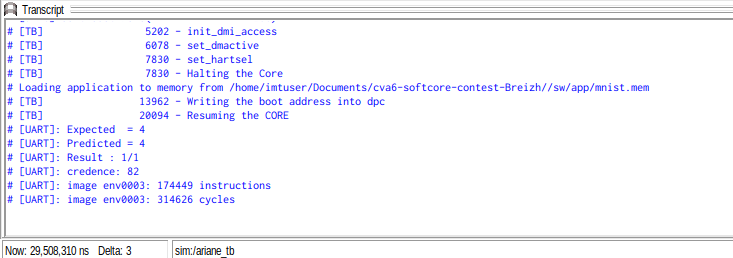 Transcript
# [TB]                 5202 - init_dmi_access
# [TB]                 6078 - set_dmactive
# [TB]                 7830 - set_hartsel
# [TB]                 7830 - Halting the Core
# Loading application to memory from /home/imtuser/Documents/cva6-softcore-contest-Breizh//sw/app/mnist.mem
# [TB]                13962 - Writing the boot address into dpc
# [TB]                20094 - Resuming the CORE
# [UART]: Expected  = 4
# [UART]: Predicted = 4
# [UART]: Result : 1/1
# [UART]: credence: 82
# [UART]: image env0003: 174449 instructions
# [UART]: image env0003: 314626 cycles
Now: 29,508,310 ns   Delta: 3   sim:/ariane_tb